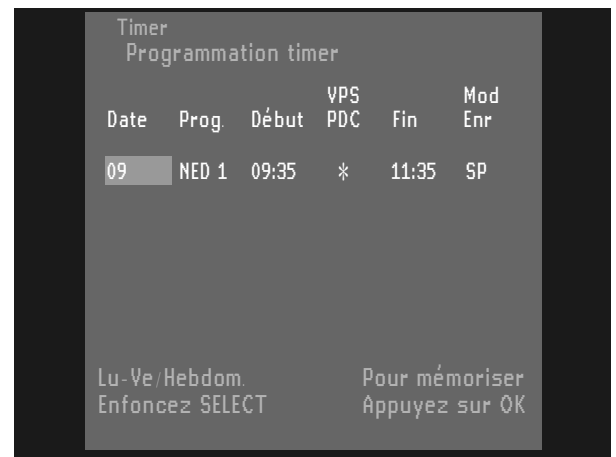 Timer
Programmation timer
VPS Mod
Date Prog. Début PDC Fin Enr
09 NED 1 09:35 * 11:35 SP
Lu-Ve/Hebdom. Pour mémoriser
Enfoncez SELECT Appuyez sur OK